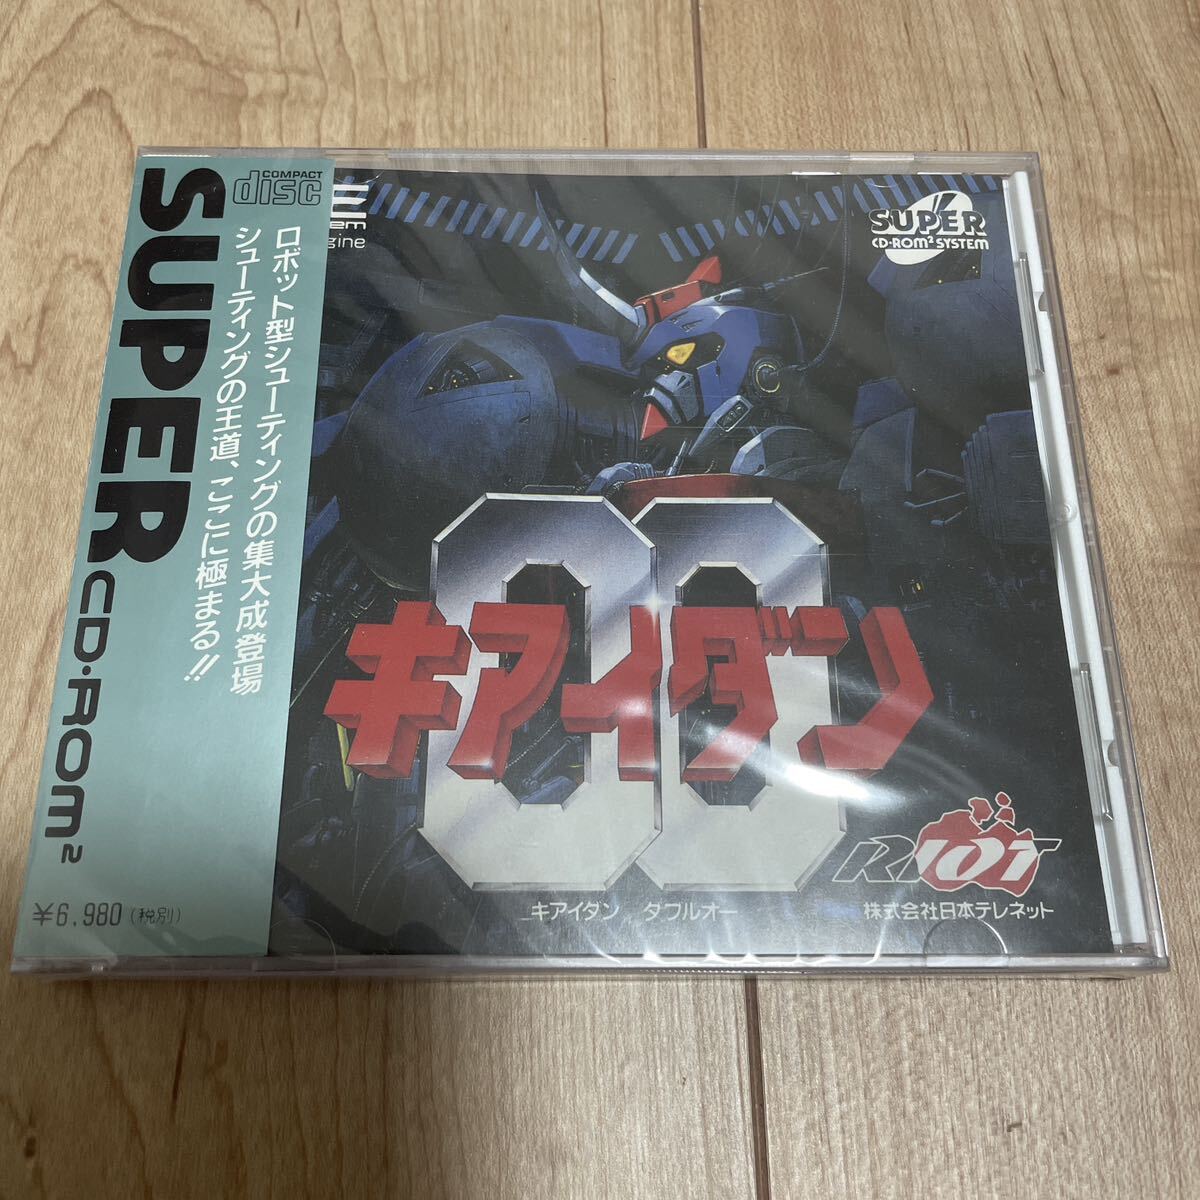 COMPACT
disc
SUPER CD-ROM²
ロボット型シューティングの集大成登場
シューティングの王道、ここに極まる!!
¥6,980(税別)
SUPER
CD-ROM² SYSTEM
00
キアイダン
キアイダン ダブルオー
RIOT
株式会社日本テレネット